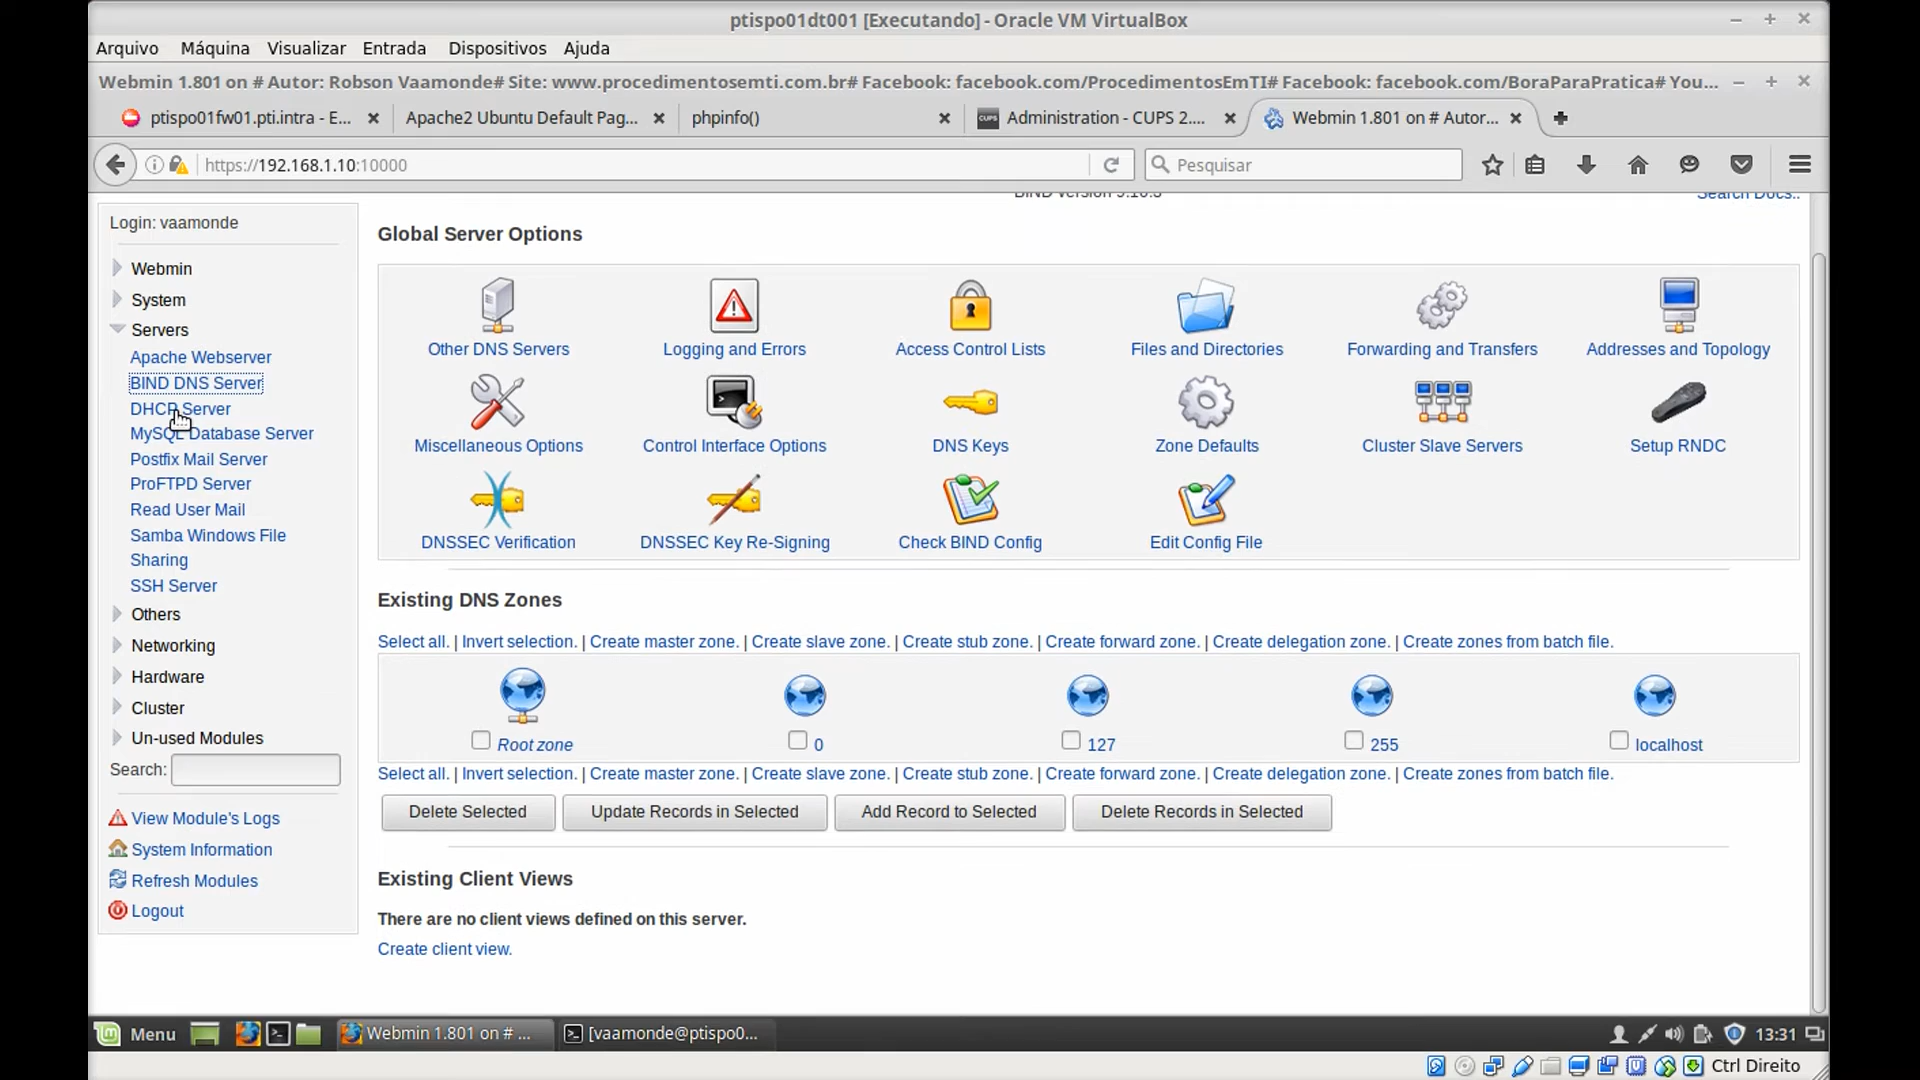 ptispo01dt001 [Executando] - Oracle VM VirtualBox
Arquivo Máquina Visualizar Entrada Dispositivos Ajuda
Webmin 1.801 on # Autor: Robson Vaamonde# Site: www.procedimentosemti.com.br# Facebook: facebook.com/ProcedimentosEmTI# Facebook: facebook.com/BoraParaPratica# You...
ptispo01fw01.pti.intra - E... Apache2 Ubuntu Default Pag... phpinfo() Administration - CUPS 2.... Webmin 1.801 on # Autor...
https://192.168.1.10:10000 Pesquisar
BIND version 9.10.3 Search Docs..
Login: vaamonde
Webmin
System
Servers
Apache Webserver
BIND DNS Server
DHCP Server
MySQL Database Server
Postfix Mail Server
ProFTPD Server
Read User Mail
Samba Windows File
Sharing
SSH Server
Others
Networking
Hardware
Cluster
Un-used Modules
Search:
View Module's Logs
System Information
Refresh Modules
Logout
Global Server Options
Other DNS Servers Logging and Errors Access Control Lists Files and Directories Forwarding and Transfers Addresses and Topology
Miscellaneous Options Control Interface Options DNS Keys Zone Defaults Cluster Slave Servers Setup RNDC
DNSSEC Verification DNSSEC Key Re-Signing Check BIND Config Edit Config File
Existing DNS Zones
Select all. | Invert selection. | Create master zone. | Create slave zone. | Create stub zone. | Create forward zone. | Create delegation zone. | Create zones from batch file.
Root zone 0 127 255 localhost
Select all. | Invert selection. | Create master zone. | Create slave zone. | Create stub zone. | Create forward zone. | Create delegation zone. | Create zones from batch file.
Delete Selected Update Records in Selected Add Record to Selected Delete Records in Selected
Existing Client Views
There are no client views defined on this server.
Create client view.
Menu Webmin 1.801 on # ... [vaamonde@ptispo0... 13:31
Ctrl Direito